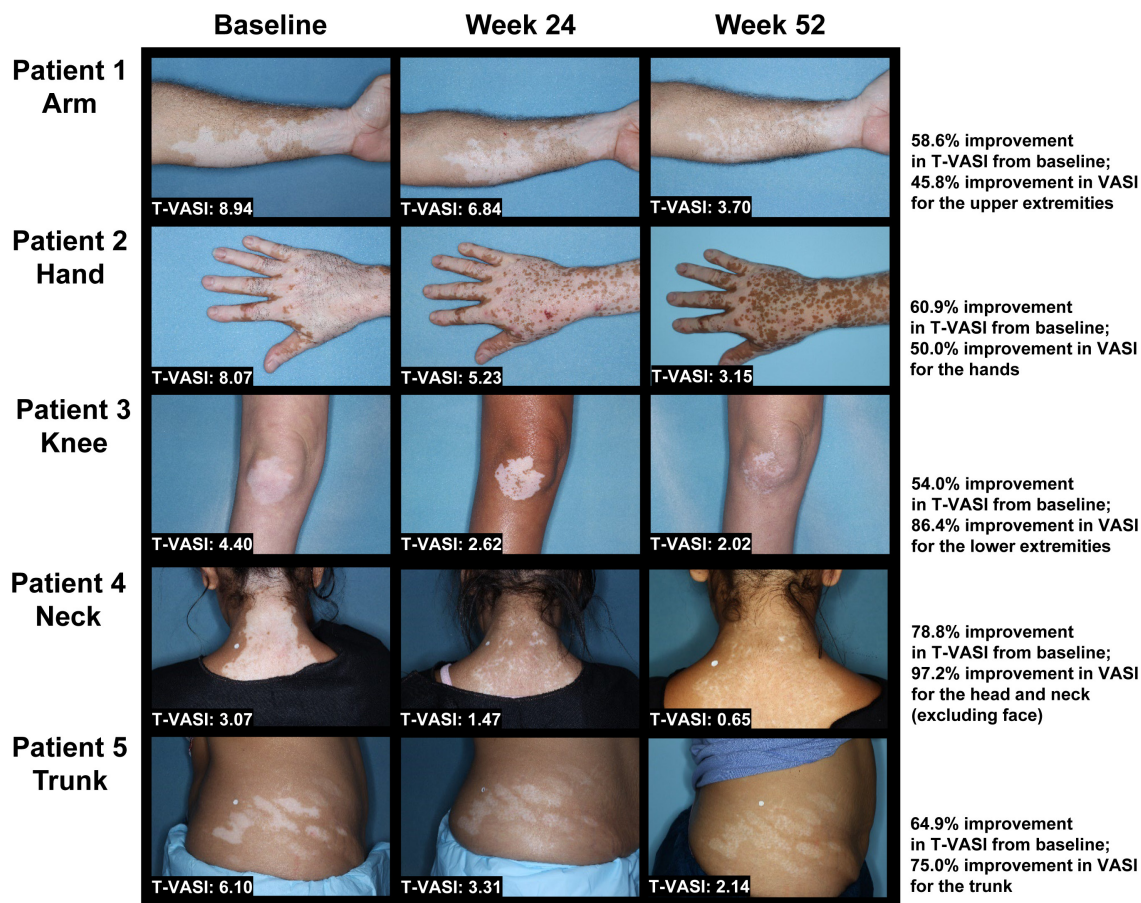 Baseline
Week 24
Week 52
Patient 1
Arm
T-VASI: 8.94
T-VASI: 6.84
T-VASI: 3.70
58.6% improvement
in T-VASI from baseline;
45.8% improvement in VASI
for the upper extremities
Patient 2
Hand
T-VASI: 8.07
T-VASI: 5.23
T-VASI: 3.15
60.9% improvement
in T-VASI from baseline;
50.0% improvement in VASI
for the hands
Patient 3
Knee
T-VASI: 4.40
T-VASI: 2.62
T-VASI: 2.02
54.0% improvement
in T-VASI from baseline;
86.4% improvement in VASI
for the lower extremities
Patient 4
Neck
T-VASI: 3.07
T-VASI: 1.47
T-VASI: 0.65
78.8% improvement
in T-VASI from baseline;
97.2% improvement in VASI
for the head and neck
(excluding face)
Patient 5
Trunk
T-VASI: 6.10
T-VASI: 3.31
T-VASI: 2.14
64.9% improvement
in T-VASI from baseline;
75.0% improvement in VASI
for the trunk